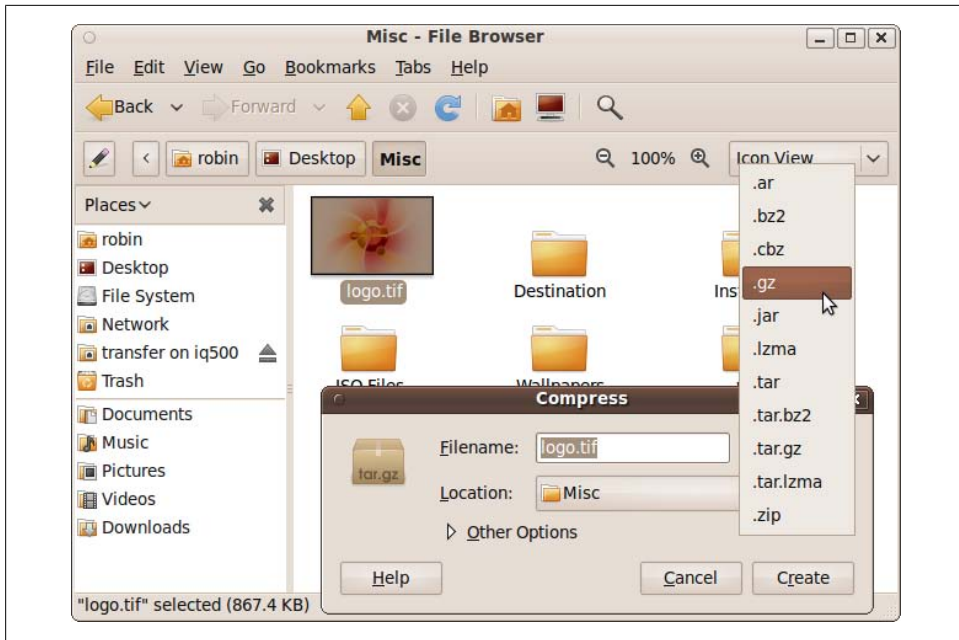 Misc - File Browser
File Edit View Go Bookmarks Tabs Help
Back Forward
robin Desktop Misc 100% Icon View
Places
robin
Desktop
File System
Network
transfer on iq500
Trash
Documents
Music
Pictures
Videos
Downloads
logo.tif Destination
ISO Files Wallpapers
.ar
.bz2
.cbz
.gz
.jar
.lzma
.tar
.tar.bz2
.tar.gz
.tar.lzma
.zip
Compress
tar.gz
Filename: logo.tif
Location: Misc
Other Options
Help Cancel Create
"logo.tif" selected (867.4 KB)